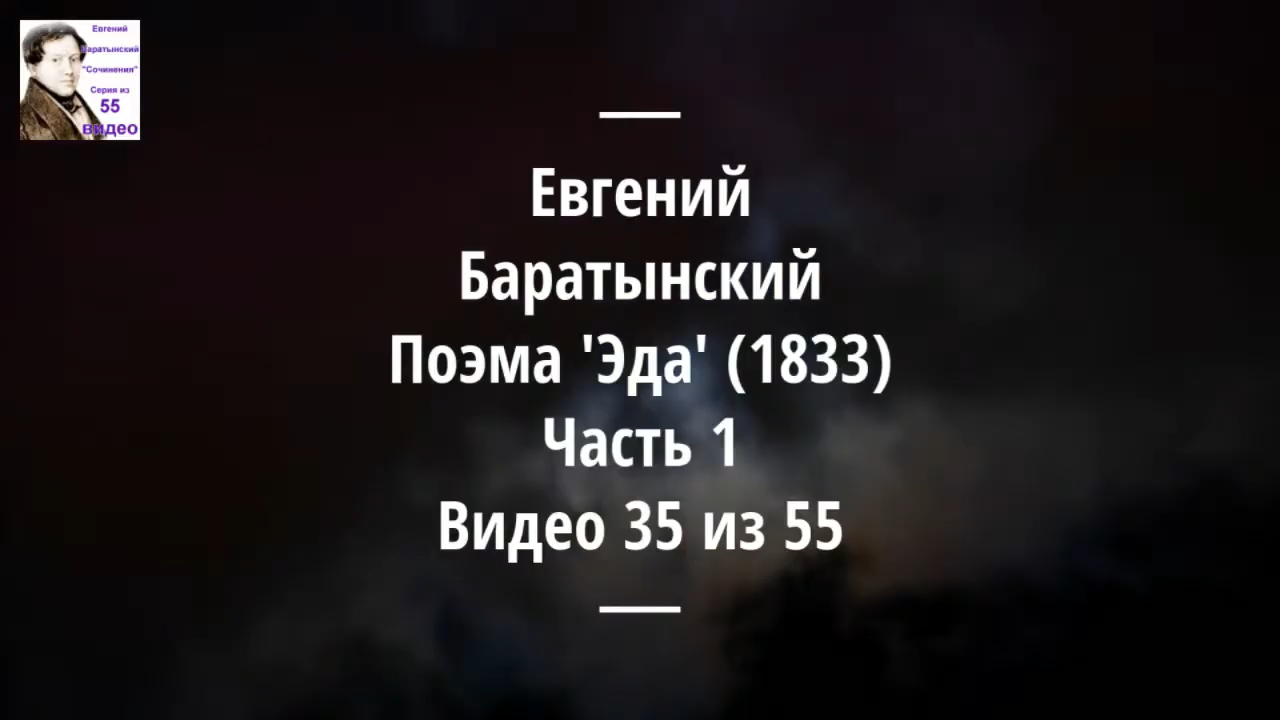 Евгений
Баратынский
"Сочинения"
Серия из
55
видео
Евгений
Баратынский
Поэма 'Эда' (1833)
Часть 1
Видео 35 из 55